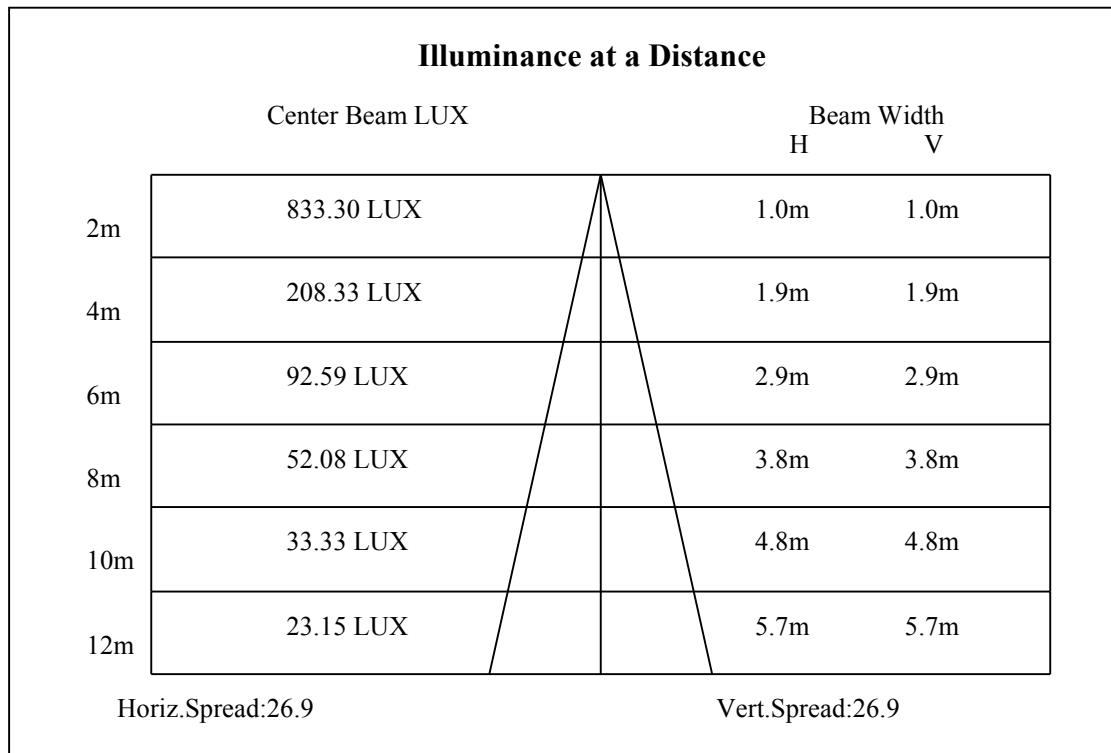 Illuminance at a Distance
Center Beam LUX Beam Width
H V
2m 833.30 LUX 1.0m 1.0m
4m 208.33 LUX 1.9m 1.9m
6m 92.59 LUX 2.9m 2.9m
8m 52.08 LUX 3.8m 3.8m
10m 33.33 LUX 4.8m 4.8m
12m 23.15 LUX 5.7m 5.7m
Horiz.Spread:26.9 Vert.Spread:26.9